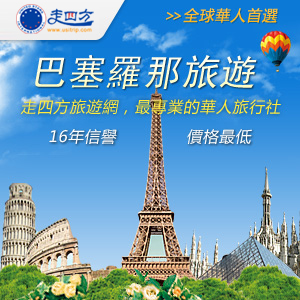 走四方
www.usitrip.com
>>全球華人首選
巴塞羅那旅遊
走四方旅遊網，最專業的華人旅行社
16年信譽 價格最低